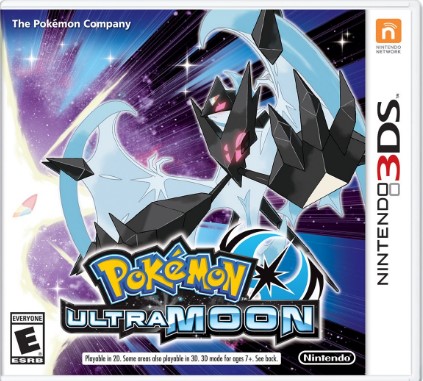 The Pokémon Company
NINTENDO
NETWORK
NINTENDO 3DS
TM
POKéMON
ULTRA MOON
EVERYONE
E
ESRB
Playable in 2D. Some areas also playable in 3D. 3D mode for ages 7+. See back.
Nintendo